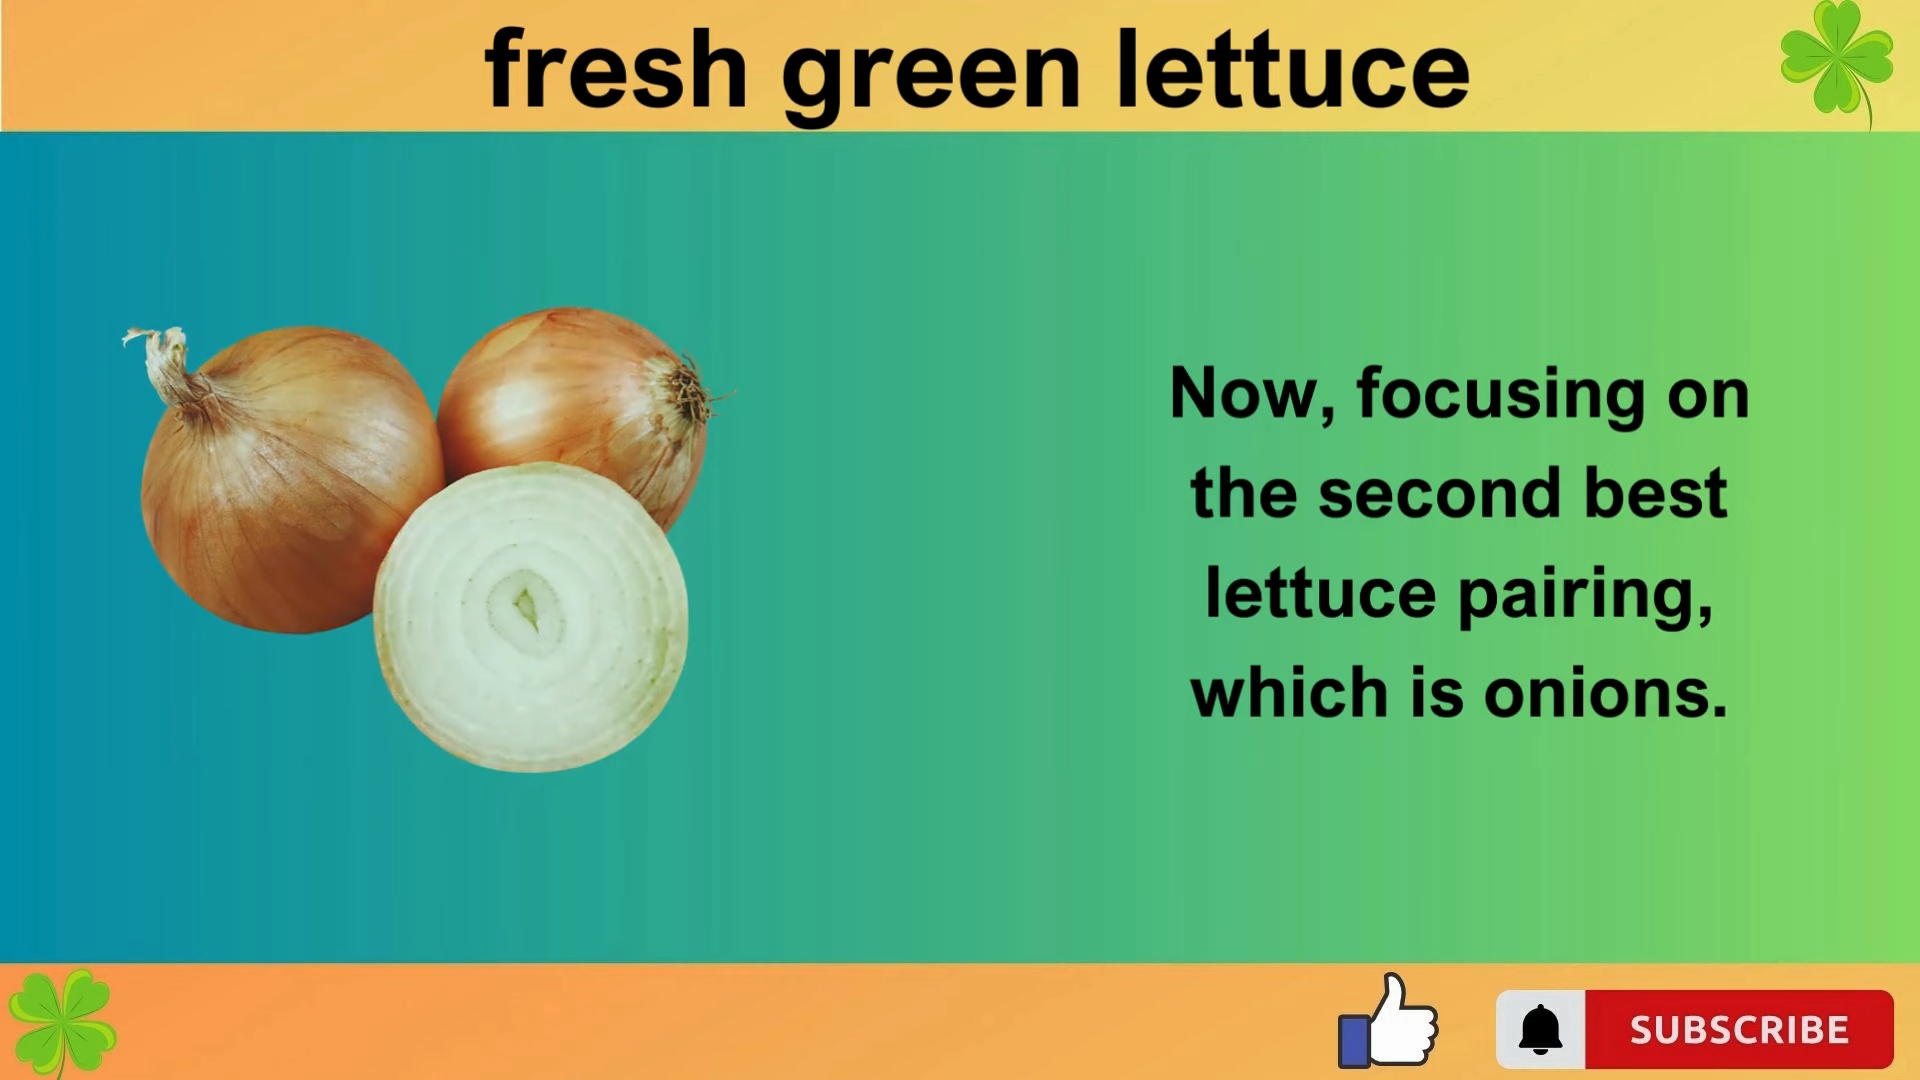 fresh green lettuce
Now, focusing on
the second best
lettuce pairing,
which is onions.
SUBSCRIBE